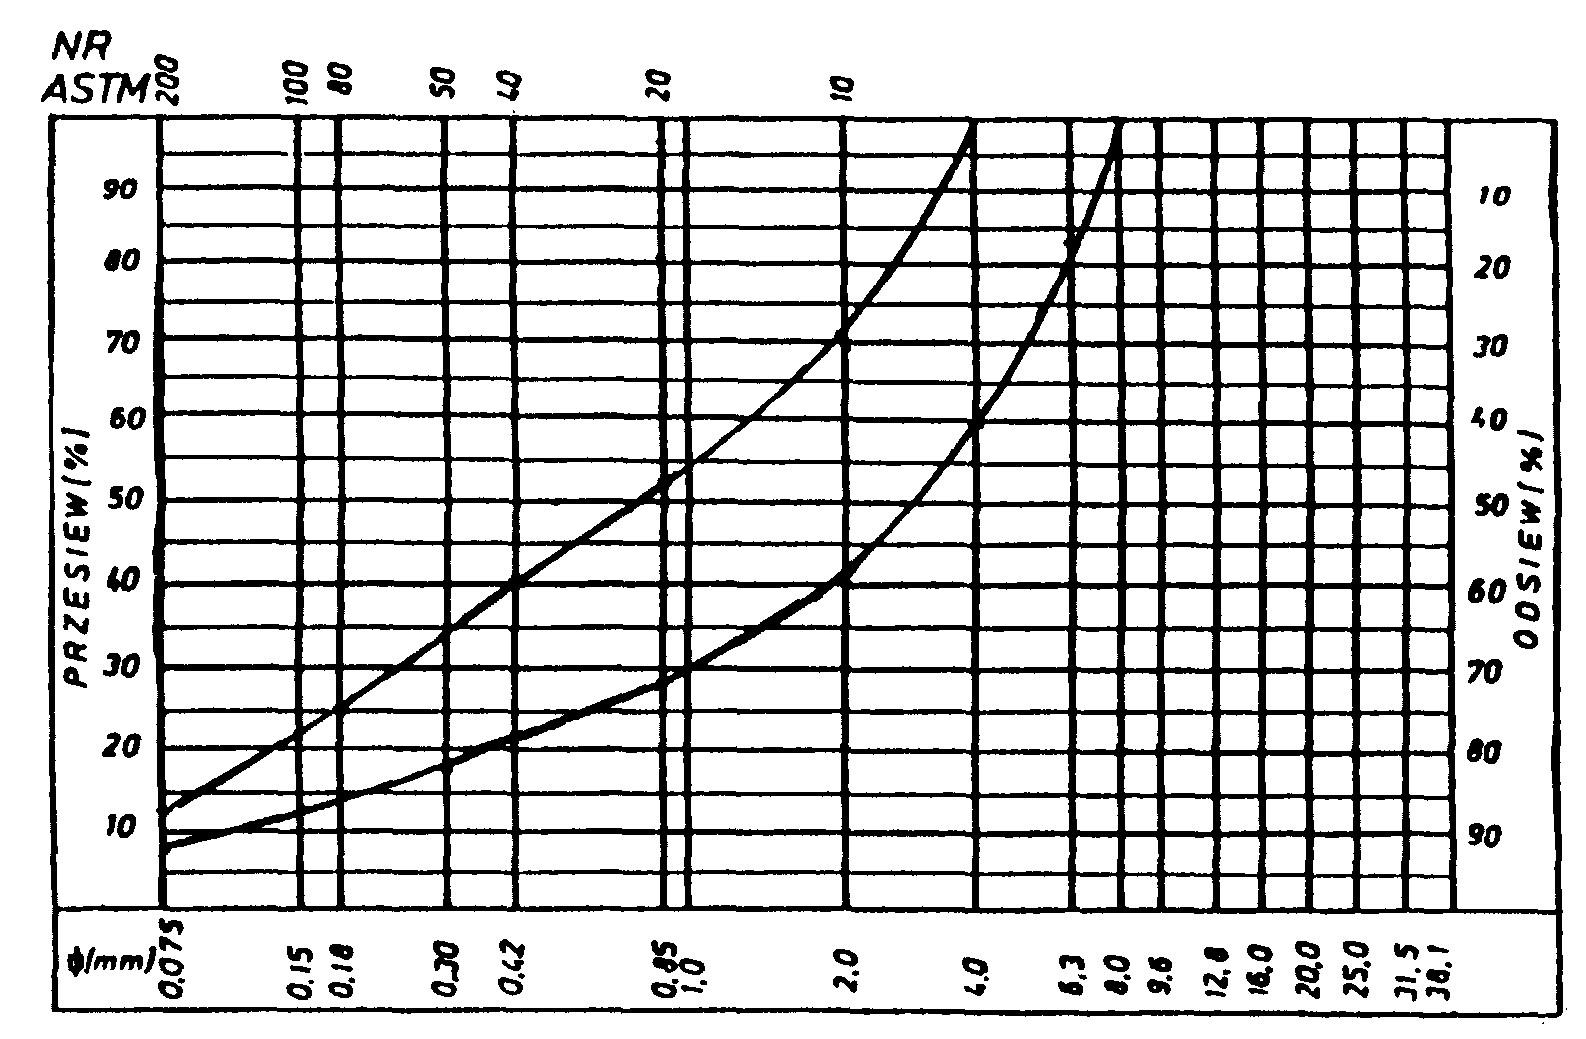 NR
ASTM 200 100 80 50 40 20 10
90 10
80 20
70 30
60 40
50 50
40 60
30 70
20 80
10 90
PRZESIEW (%)
ODSIEW (%)
ϕ (mm) 0.075 0.15 0.18 0.30 0.42 0.85 1.0 2.0 4.0 6.3 8.0 9.6 12.8 16.0 20.0 25.0 31.5 38.1